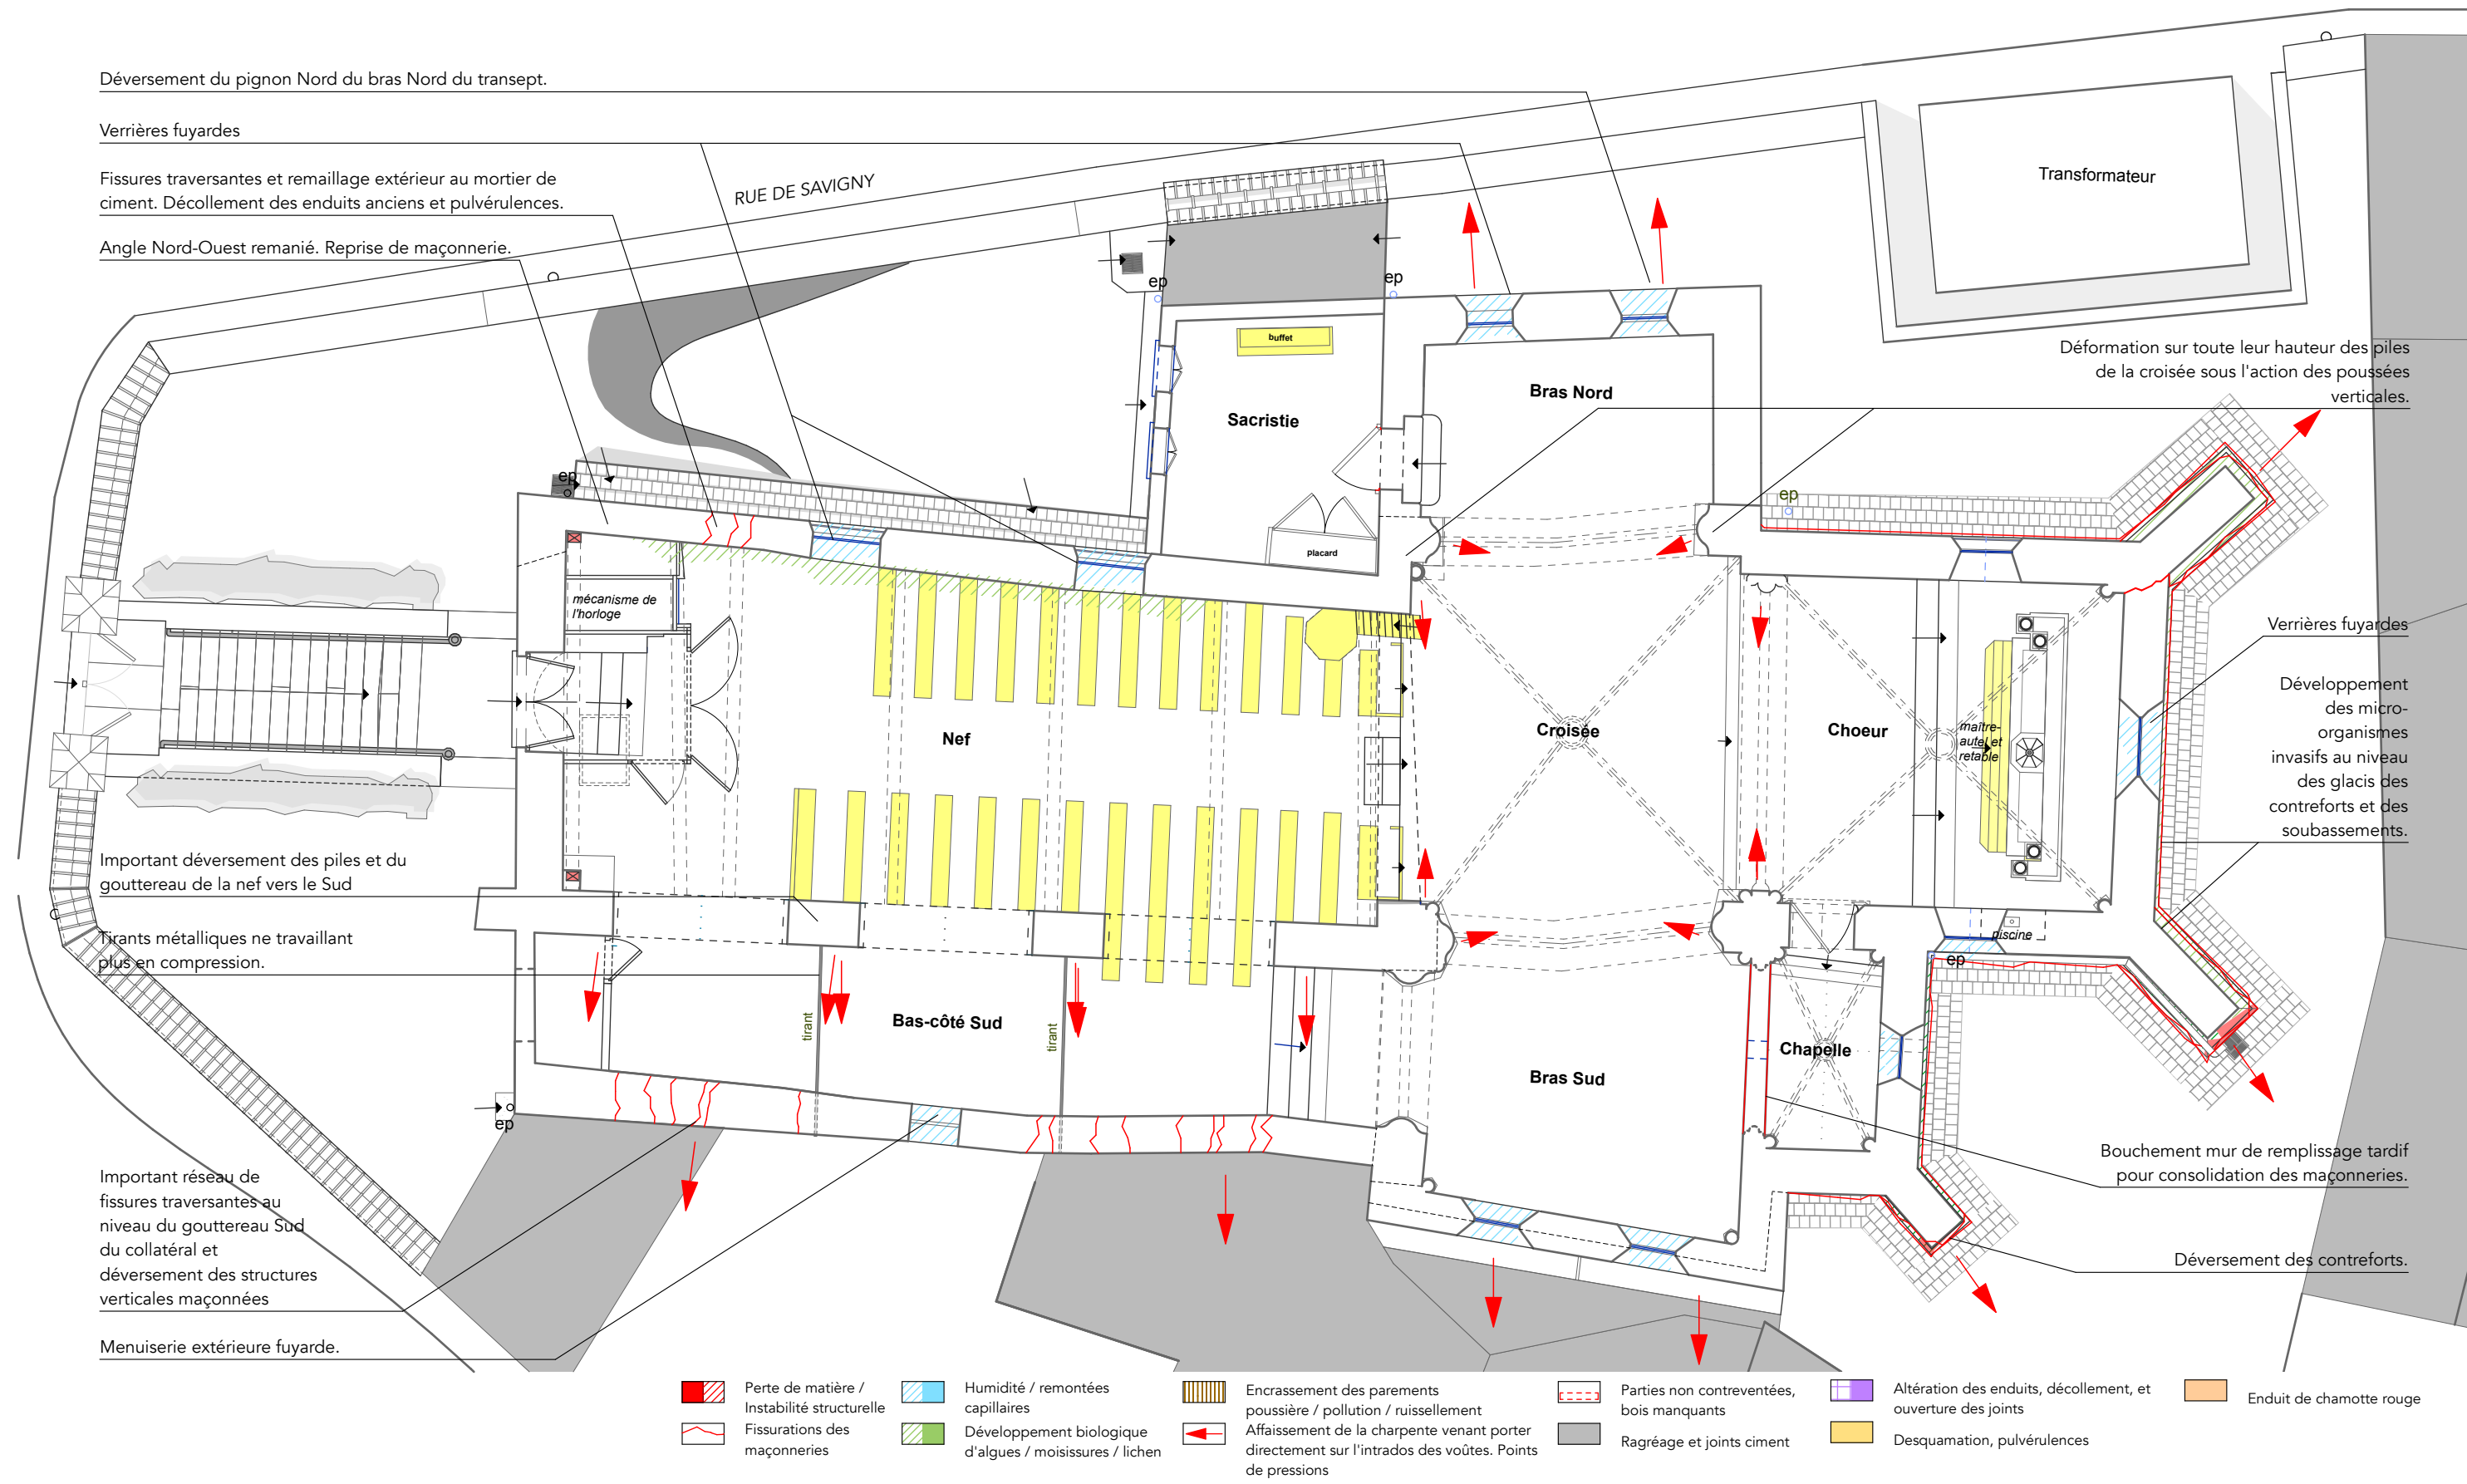 Déversement du pignon Nord du bras Nord du transept.
Verrières fuyardes
Fissures traversantes et remaillage extérieur au mortier de
ciment. Décollement des enduits anciens et pulvérulences.
Angle Nord-Ouest remanié. Reprise de maçonnerie.
RUE DE SAVIGNY
Transformateur
ep
ep
buffet
Sacristie
Bras Nord
Déformation sur toute leur hauteur des piles
de la croisée sous l'action des poussées
verticales.
ep
ep
placard
mécanisme de
l'horloge
Nef
Croisée
Choeur
maître-
autel et
retable
Verrières fuyardes
Développement
des micro-
organismes
invasifs au niveau
des glacis des
contreforts et des
soubassements.
Important déversement des piles et du
gouttereau de la nef vers le Sud
Tirants métalliques ne travaillant
plus en compression.
piscine
ep
tirant
Bas-côté Sud
tirant
Bras Sud
Chapelle
ep
Important réseau de
fissures traversantes au
niveau du gouttereau Sud
du collatéral et
déversement des structures
verticales maçonnées
Menuiserie extérieure fuyarde.
Bouchement mur de remplissage tardif
pour consolidation des maçonneries.
Déversement des contreforts.
Perte de matière /
Instabilité structurelle
Fissurations des
maçonneries
Humidité / remontées
capillaires
Développement biologique
d'algues / moisissures / lichen
Encrassement des parements
poussière / pollution / ruissellement
Affaissement de la charpente venant porter
directement sur l'intrados des voûtes. Points
de pressions
Parties non contreventées,
bois manquants
Ragréage et joints ciment
Altération des enduits, décollement, et
ouverture des joints
Desquamation, pulvérulences
Enduit de chamotte rouge